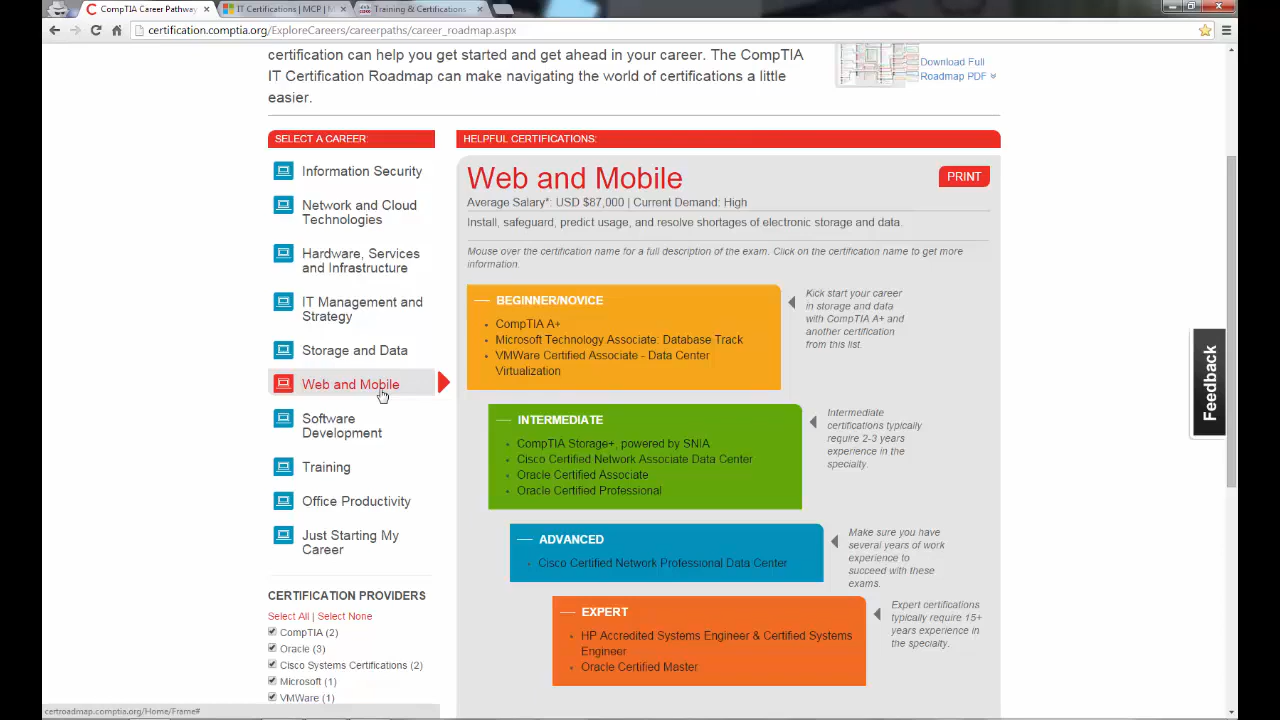 CompTIA Career Pathway
IT Certifications | MCP | M
Training & Certifications
certification.comptia.org/ExploreCareers/careerpaths/career_roadmap.aspx
certification can help you get started and get ahead in your career. The CompTIA
IT Certification Roadmap can make navigating the world of certifications a little
easier.
Download Full
Roadmap PDF
SELECT A CAREER:
Information Security
Network and Cloud
Technologies
Hardware, Services
and Infrastructure
IT Management and
Strategy
Storage and Data
Web and Mobile
Software
Development
Training
Office Productivity
Just Starting My
Career
CERTIFICATION PROVIDERS
Select All | Select None
CompTIA (2)
Oracle (3)
Cisco Systems Certifications (2)
Microsoft (1)
VMWare (1)
certroadmap.comptia.org/Home/Frame#
HELPFUL CERTIFICATIONS:
Web and Mobile
PRINT
Average Salary*: USD $87,000 | Current Demand: High
Install, safeguard, predict usage, and resolve shortages of electronic storage and data.
Mouse over the certification name for a full description of the exam. Click on the certification name to get more
information.
BEGINNER/NOVICE
CompTIA A+
Microsoft Technology Associate: Database Track
VMWare Certified Associate - Data Center
Virtualization
Kick start your career
in storage and data
with CompTIA A+ and
another certification
from this list.
INTERMEDIATE
CompTIA Storage+, powered by SNIA
Cisco Certified Network Associate Data Center
Oracle Certified Associate
Oracle Certified Professional
Intermediate
certifications typically
require 2-3 years
experience in the
specialty.
ADVANCED
Cisco Certified Network Professional Data Center
Make sure you have
several years of work
experience to
succeed with these
exams.
EXPERT
HP Accredited Systems Engineer & Certified Systems
Engineer
Oracle Certified Master
Expert certifications
typically require 15+
years experience in
the specialty.
Feedback